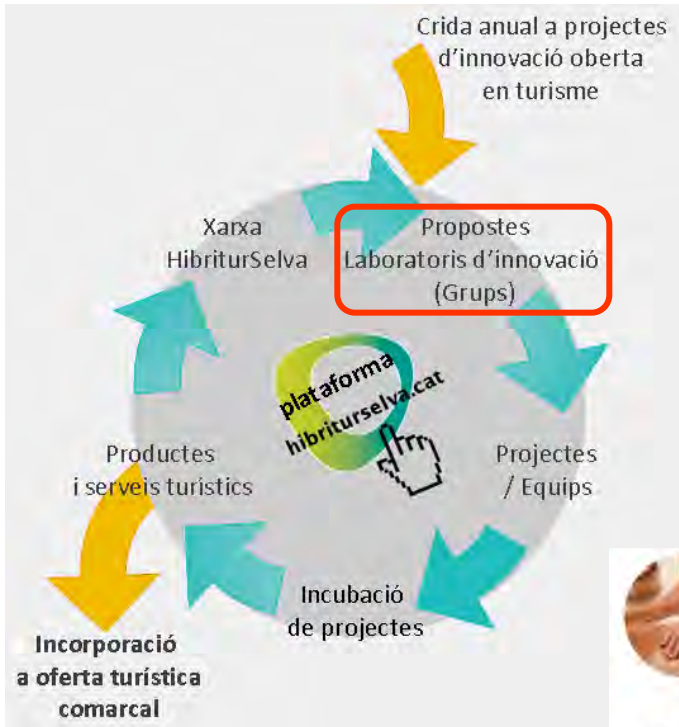 Crida anual a projectes
d'innovació oberta
en turisme
Xarxa
HibriturSelva
Propostes
Laboratoris d'innovació
(Grups)
plataforma
hibriturselva.cat
Productes
i serveis turístics
Projectes
/ Equips
Incubació
de projectes
Incorporació
a oferta turística
comarcal